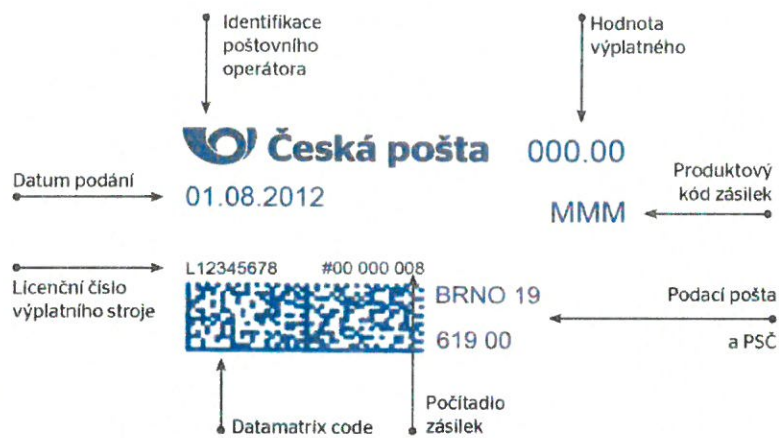 Identifikace
poštovního
operátora
Hodnota
výplatného
Česká pošta
000.00
Datum podání
01.08.2012
Produktový
kód zásilek
MMM
L12345678
#00 000 008
Licenční číslo
výplatního stroje
BRNO 19
619 00
Podací pošta
a PSČ
Datamatrix code
Počítadlo
zásilek